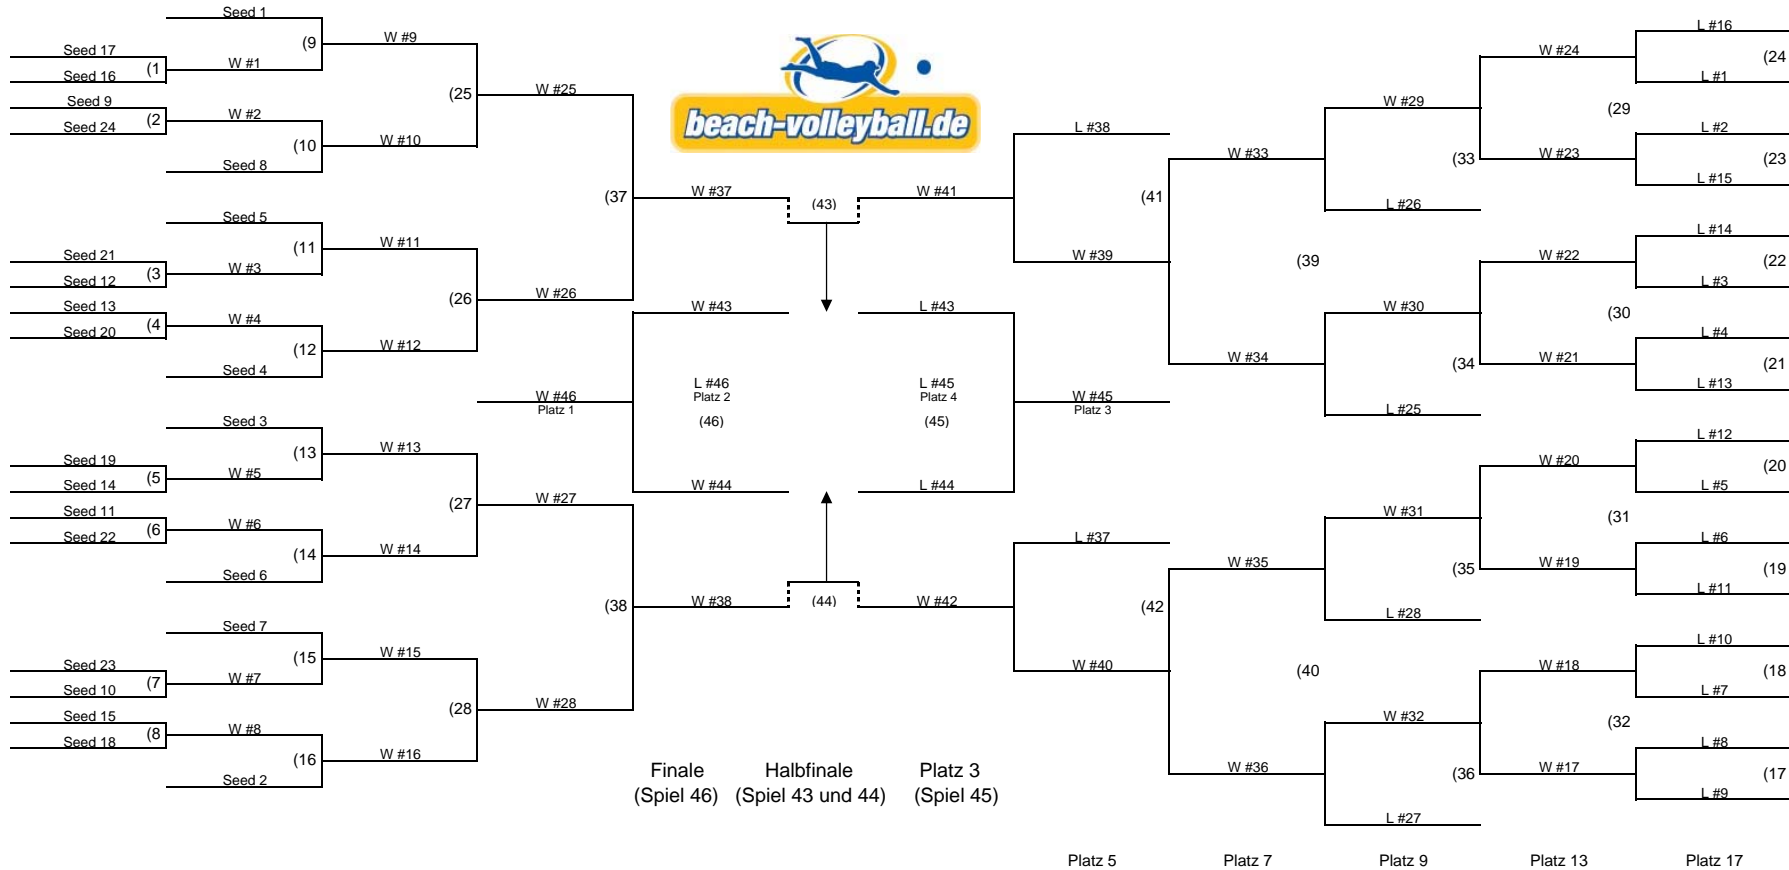 Seed 1
Seed 17
(9
W #9
Seed 16
(1
W #1
Seed 9
(2
W #2
(25
W #25
Seed 24
(10
W #10
Seed 8
Seed 5
(37
W #37
Seed 21
(11
W #11
Seed 12
(3
W #3
Seed 13
(4
W #4
(26
W #26
Seed 20
(12
W #12
Seed 4
W #43
L #43
L #46
Platz 2
(46)
L #45
Platz 4
(45)
W #46
Platz 1
W #45
Platz 3
W #44
L #44
Seed 3
Seed 19
(13
W #13
Seed 14
(5
W #5
Seed 11
(6
W #6
(27
W #27
Seed 22
(14
W #14
Seed 6
Seed 7
(38
W #38
Seed 23
(15
W #15
Seed 10
(7
W #7
Seed 15
(8
W #8
(28
W #28
Seed 18
(16
W #16
Seed 2
beach-volleyball.de
(43)
W #41
(44)
W #42
L #38
(41
W #39
W #33
(39
W #34
L #37
(42
W #40
W #35
(40
W #36
W #29
(33
L #26
W #30
(34
L #25
W #31
(35
L #28
W #32
(36
L #27
W #24
(29
W #23
W #22
(30
W #21
W #20
(31
W #19
W #18
(32
W #17
L #16
(24
L #1
L #2
(23
L #15
L #14
(22
L #3
L #4
(21
L #13
L #12
(20
L #5
L #6
(19
L #11
L #10
(18
L #7
L #8
(17
L #9
Finale
(Spiel 46)
Halbfinale
(Spiel 43 und 44)
Platz 3
(Spiel 45)
Platz 5
Platz 7
Platz 9
Platz 13
Platz 17